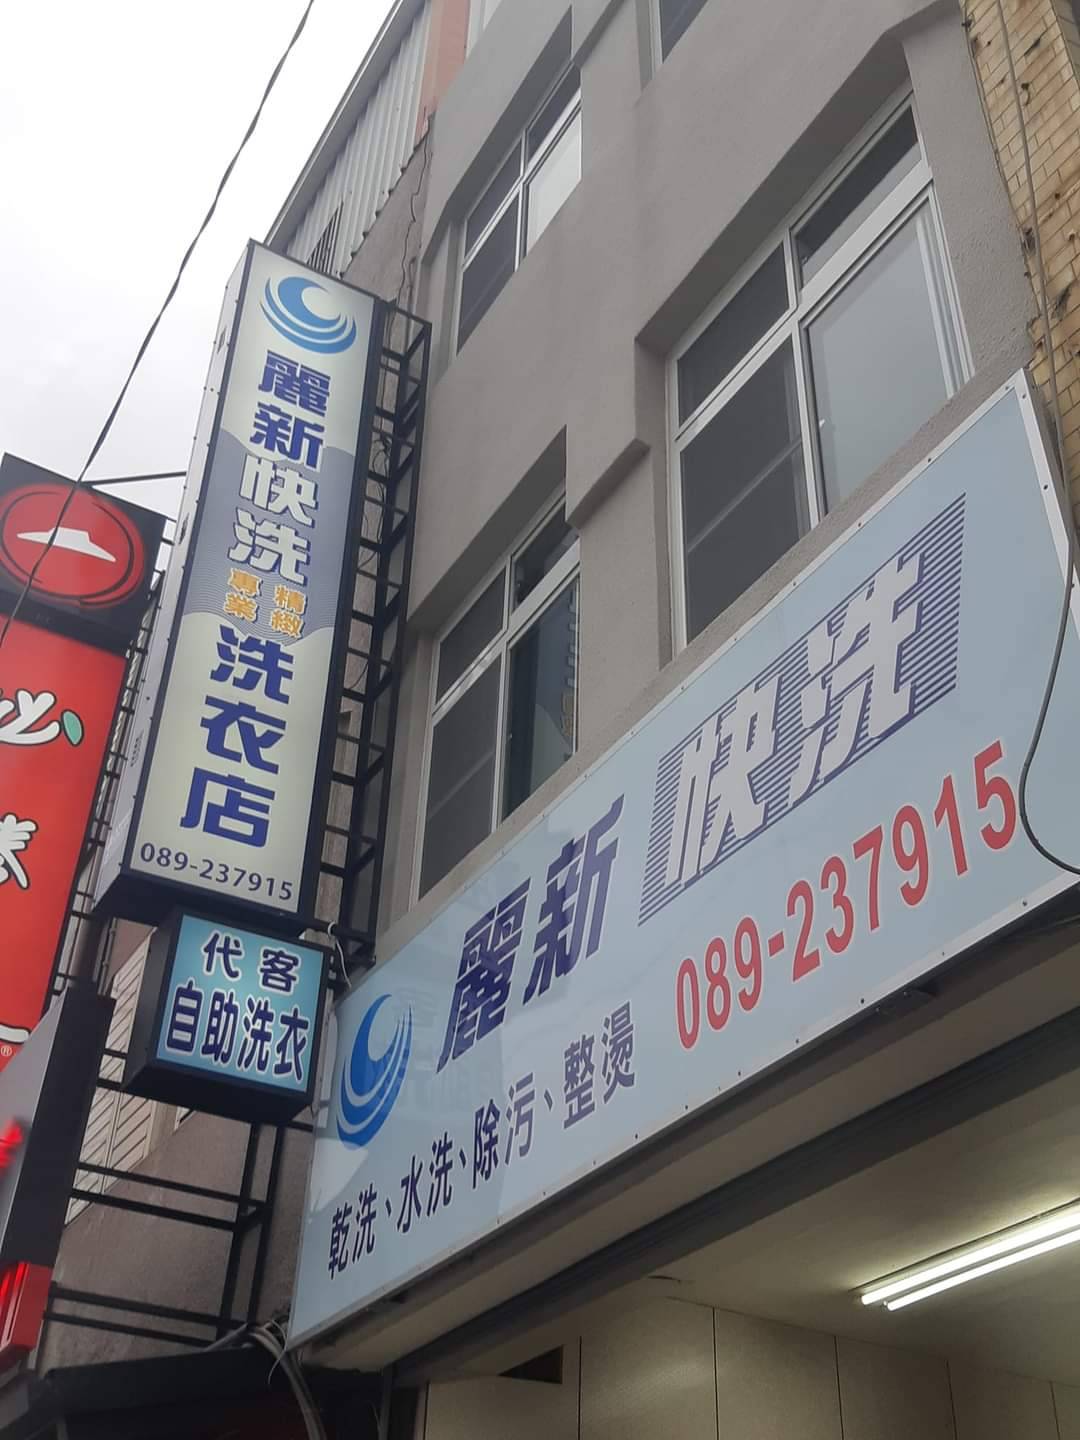 麗新快洗
專業
精緻
洗衣店
089-237915
代客
自助洗衣
麗新快洗
089-237915
乾洗、水洗、除污、整燙
必
®